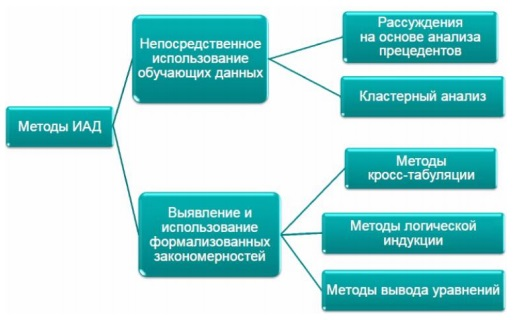 Методы ИАД
Непосредственное
использование
обучающих данных
Рассуждения
на основе анализа
прецедентов
Кластерный анализ
Выявление и
использование
формализованных
закономерностей
Методы
кросс-табуляции
Методы логической
индукции
Методы вывода уравнений